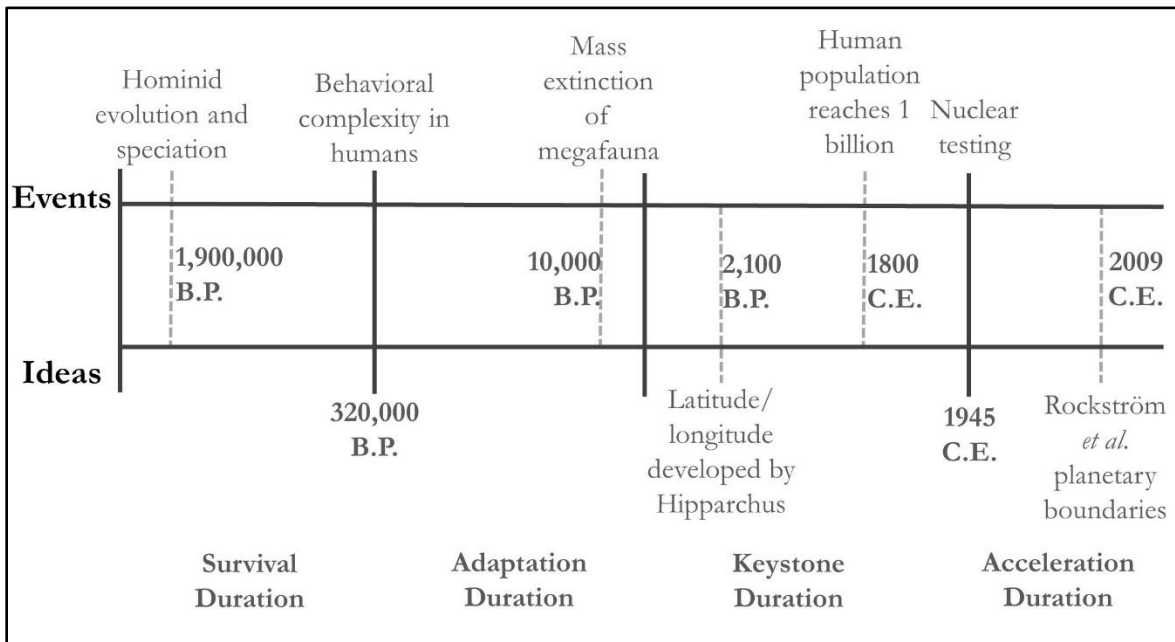 Hominid
evolution and
speciation
Behavioral
complexity in
humans
Mass
extinction
of
megafauna
Human
population
reaches 1
billion
Nuclear
testing
Events
1,900,000
B.P.
10,000
B.P.
2,100
B.P.
1800
C.E.
2009
C.E.
Ideas
320,000
B.P.
Latitude/
longitude
developed by
Hipparchus
1945
C.E.
Rockström
et al.
planetary
boundaries
Survival
Duration
Adaptation
Duration
Keystone
Duration
Acceleration
Duration